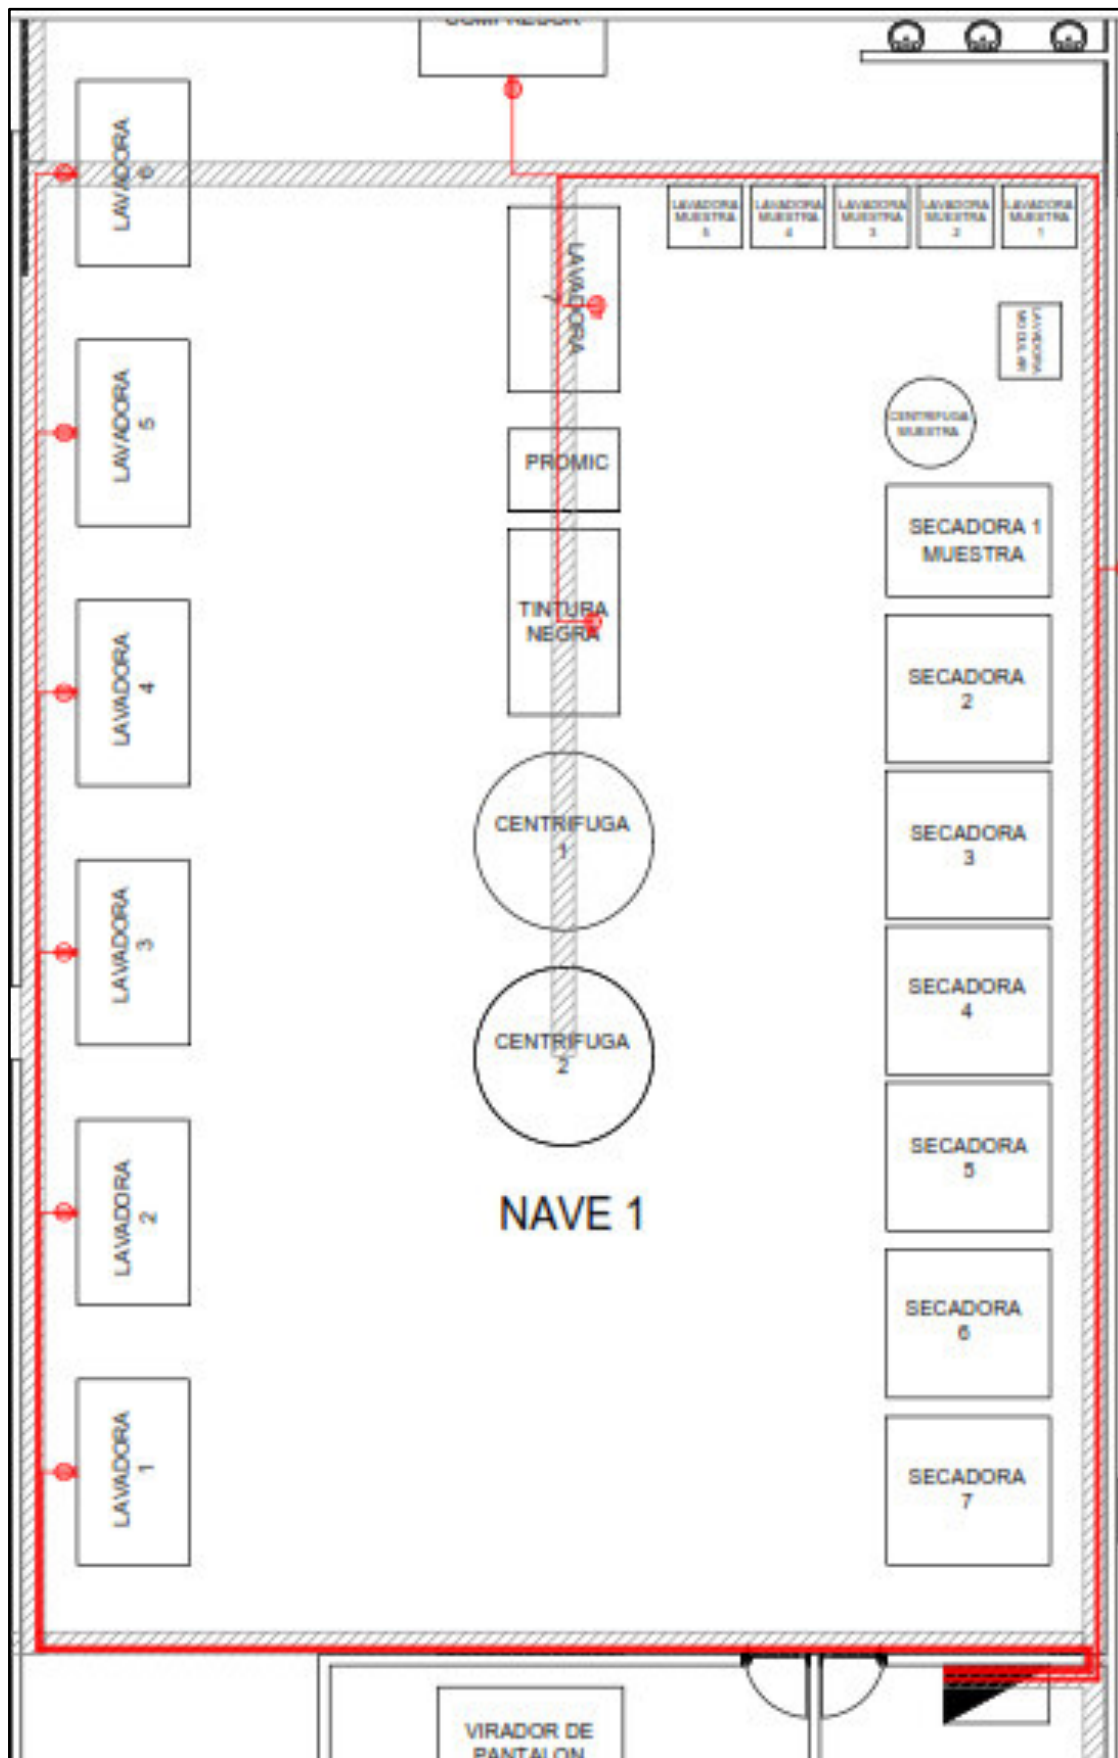 COMPRESOR
LAVADORA
6
LAVADORA
7
LAVADORA
MUESTRA
5
LAVADORA
MUESTRA
4
LAVADORA
MUESTRA
3
LAVADORA
MUESTRA
2
LAVADORA
MUESTRA
1
LAVADORA
CENTRIFUGA
MUESTRA
LAVADORA
5
PROMIC
SECADORA 1
MUESTRA
TINTURA
NEGRA
SECADORA
2
LAVADORA
4
CENTRIFUGA
1
SECADORA
3
LAVADORA
3
SECADORA
4
CENTRIFUGA
2
SECADORA
5
LAVADORA
2
NAVE 1
SECADORA
6
LAVADORA
1
SECADORA
7
VIRADOR DE
PANTALON